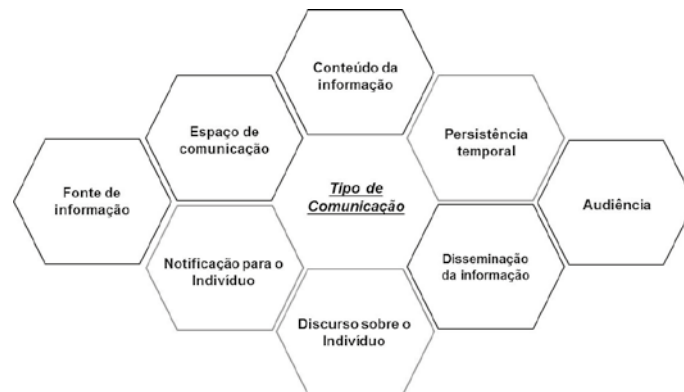 Conteúdo da
informação
Espaço de
comunicação
Persistência
temporal
Fonte de
informação
Tipo de
Comunicação
Audiência
Notificação para o
Indivíduo
Disseminação
da informação
Discurso sobre o
Indivíduo